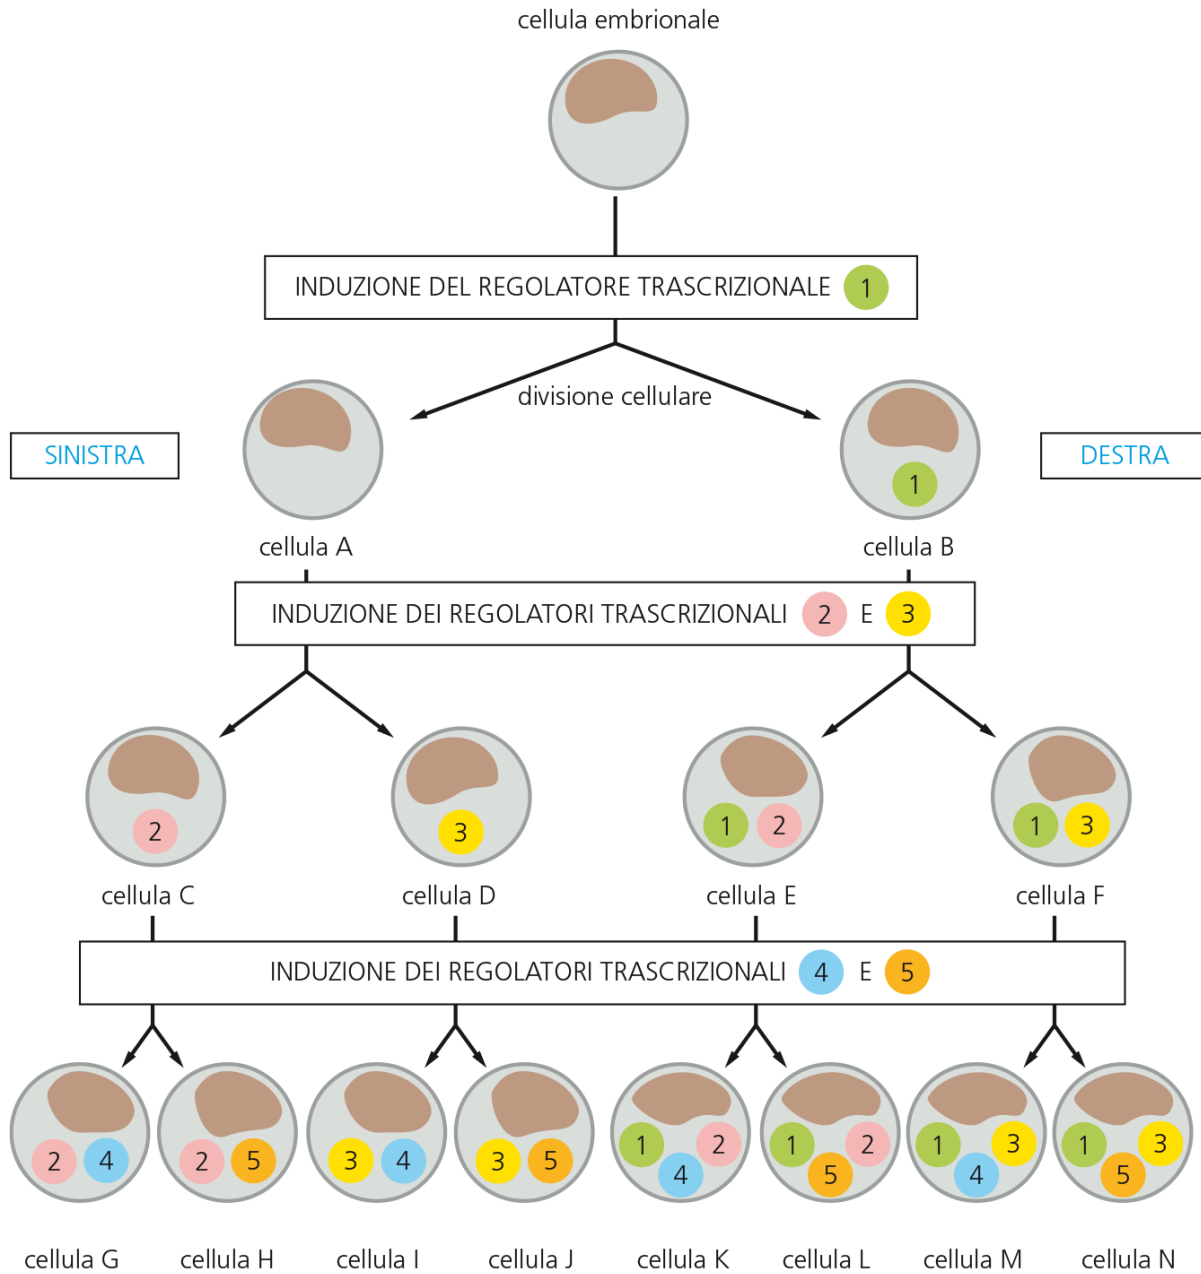 cellula embrionale
INDUZIONE DEL REGOLATORE TRASCRIZIONALE 1
divisione cellulare
SINISTRA
DESTRA
1
cellula A
cellula B
INDUZIONE DEI REGOLATORI TRASCRIZIONALI 2 E 3
2
3
1 2
1 3
cellula C
cellula D
cellula E
cellula F
INDUZIONE DEI REGOLATORI TRASCRIZIONALI 4 E 5
2 4
2 5
3 4
3 5
1 2 4
1 2 5
1 3 4
1 3 5
cellula G
cellula H
cellula I
cellula J
cellula K
cellula L
cellula M
cellula N